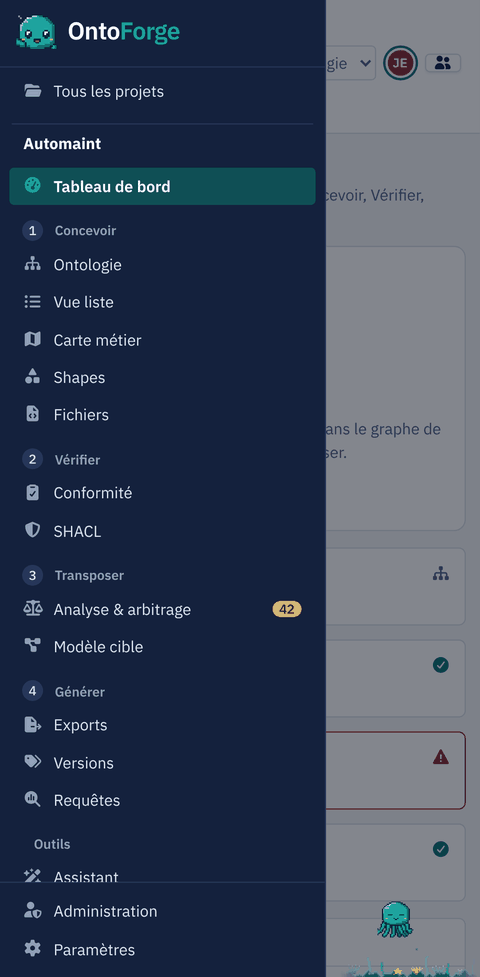 OntoForge
gie
JE
Tous les projets
Automaint
Tableau de bord
cevoir, Vérifier,
1 Concevoir
Ontologie
Vue liste
Carte métier
Shapes
Fichiers
ans le graphe de
ser.
2 Vérifier
Conformité
SHACL
3 Transposer
Analyse & arbitrage 42
Modèle cible
4 Générer
Exports
Versions
Requêtes
Outils
Assistant
Administration
Paramètres